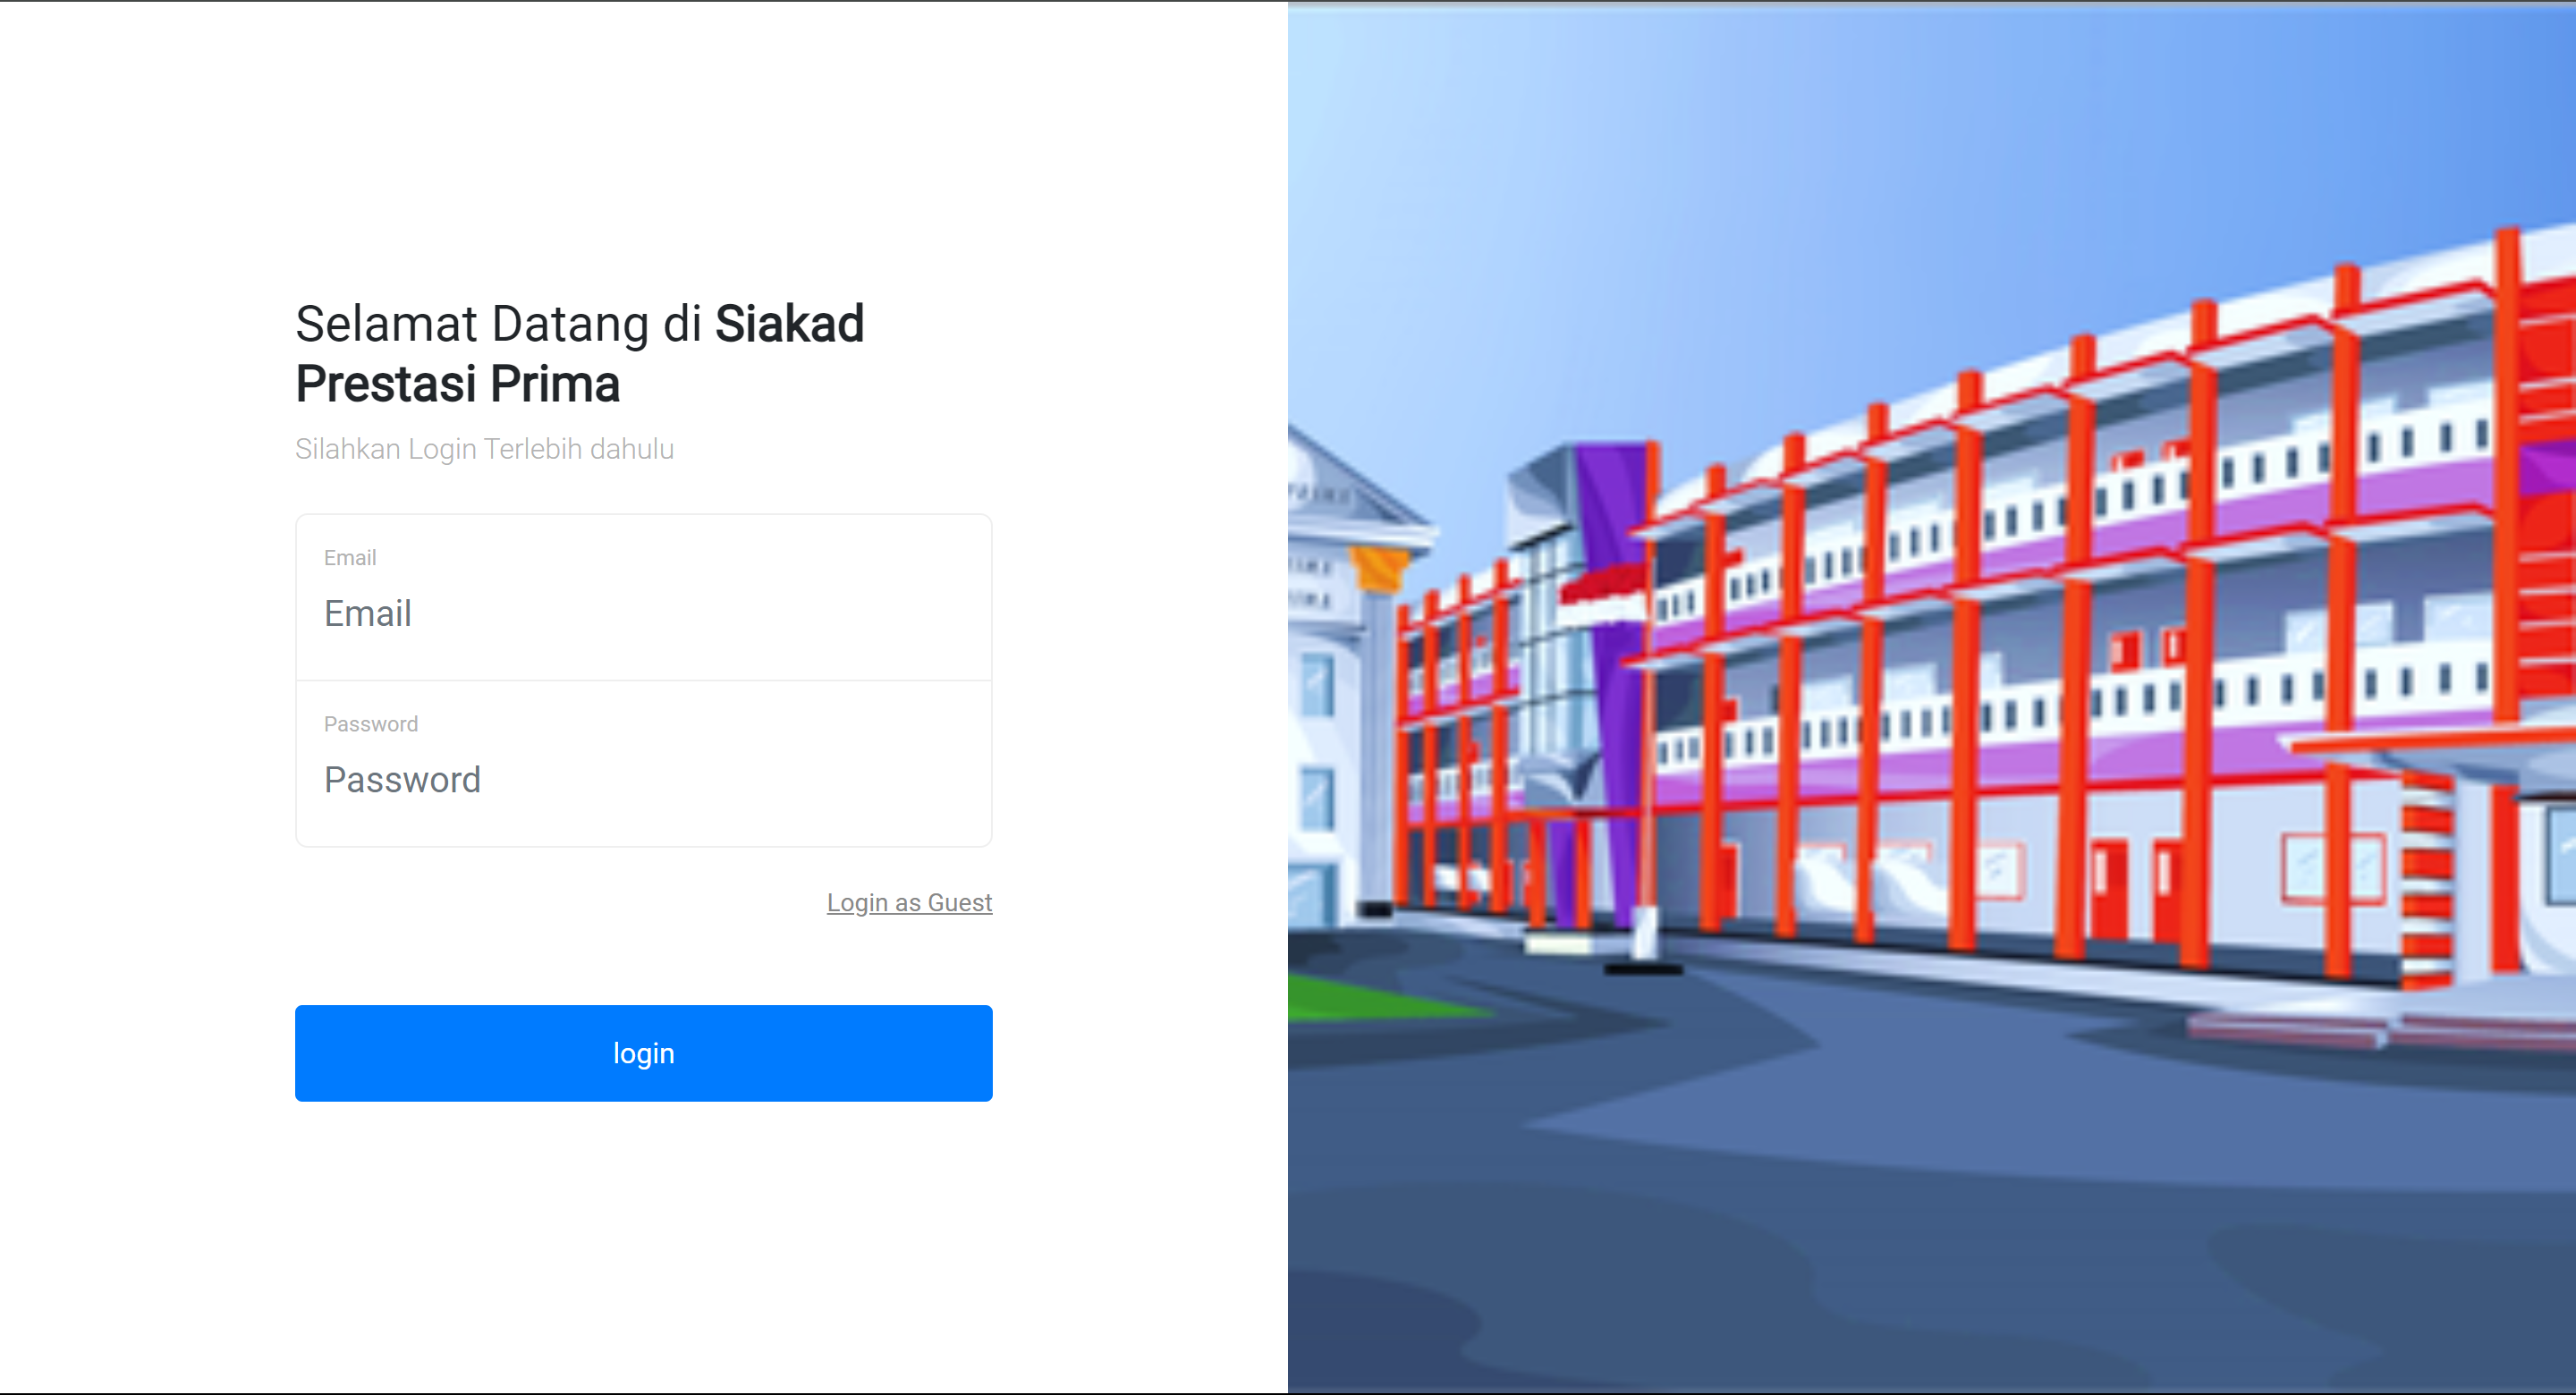 Selamat Datang di Siakad
Prestasi Prima
Silahkan Login Terlebih dahulu
Email
Email
Password
Password
Login as Guest
login